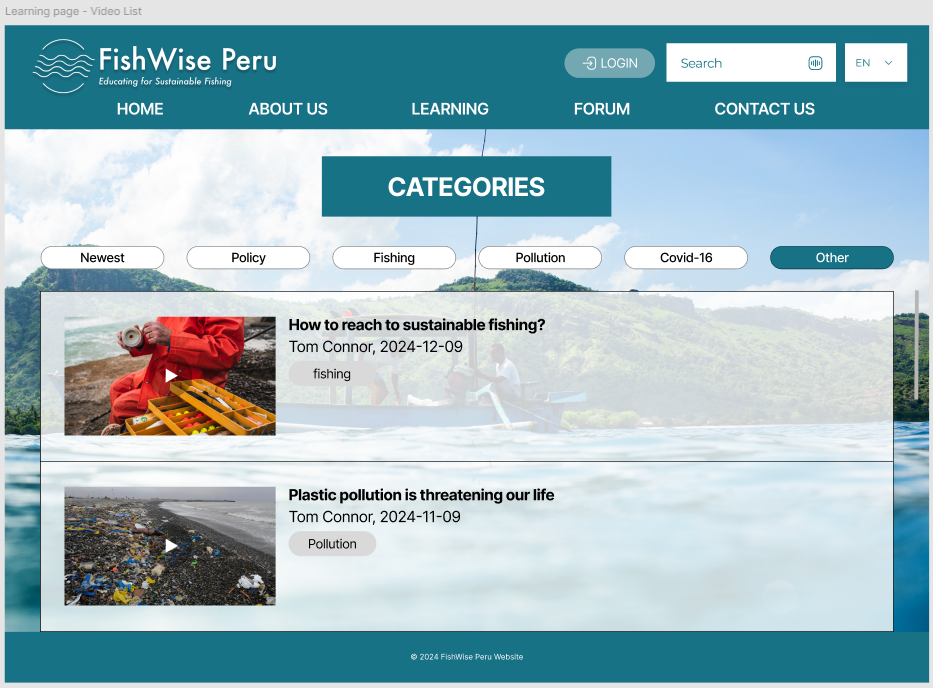 Learning page - Video List
FishWise Peru
Educating for Sustainable Fishing
LOGIN
Search
EN
HOME ABOUT US LEARNING FORUM CONTACT US
CATEGORIES
Newest Policy Fishing Pollution Covid-16 Other
How to reach to sustainable fishing?
Tom Connor, 2024-12-09
fishing
Plastic pollution is threatening our life
Tom Connor, 2024-11-09
Pollution
© 2024 FishWise Peru Website